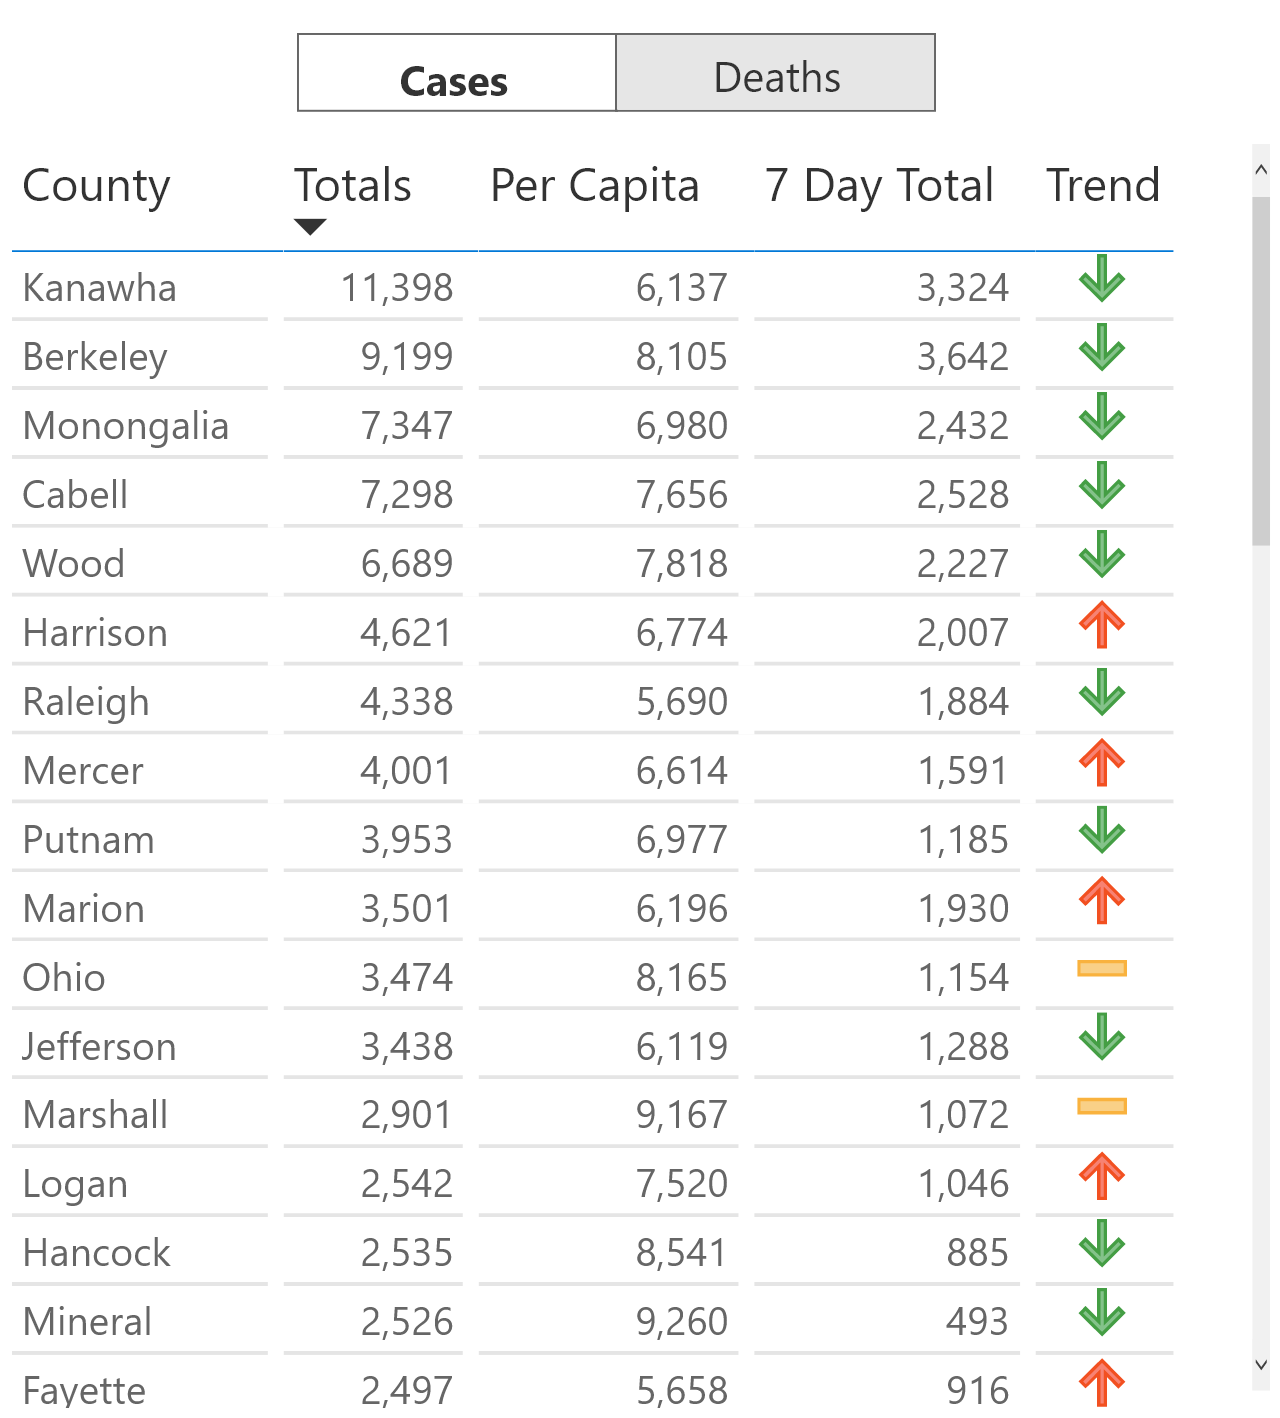 Cases Deaths
County Totals Per Capita 7 Day Total Trend
Kanawha 11,398 6,137 3,324
Berkeley 9,199 8,105 3,642
Monongalia 7,347 6,980 2,432
Cabell 7,298 7,656 2,528
Wood 6,689 7,818 2,227
Harrison 4,621 6,774 2,007
Raleigh 4,338 5,690 1,884
Mercer 4,001 6,614 1,591
Putnam 3,953 6,977 1,185
Marion 3,501 6,196 1,930
Ohio 3,474 8,165 1,154
Jefferson 3,438 6,119 1,288
Marshall 2,901 9,167 1,072
Logan 2,542 7,520 1,046
Hancock 2,535 8,541 885
Mineral 2,526 9,260 493
Fayette 2,497 5,658 916